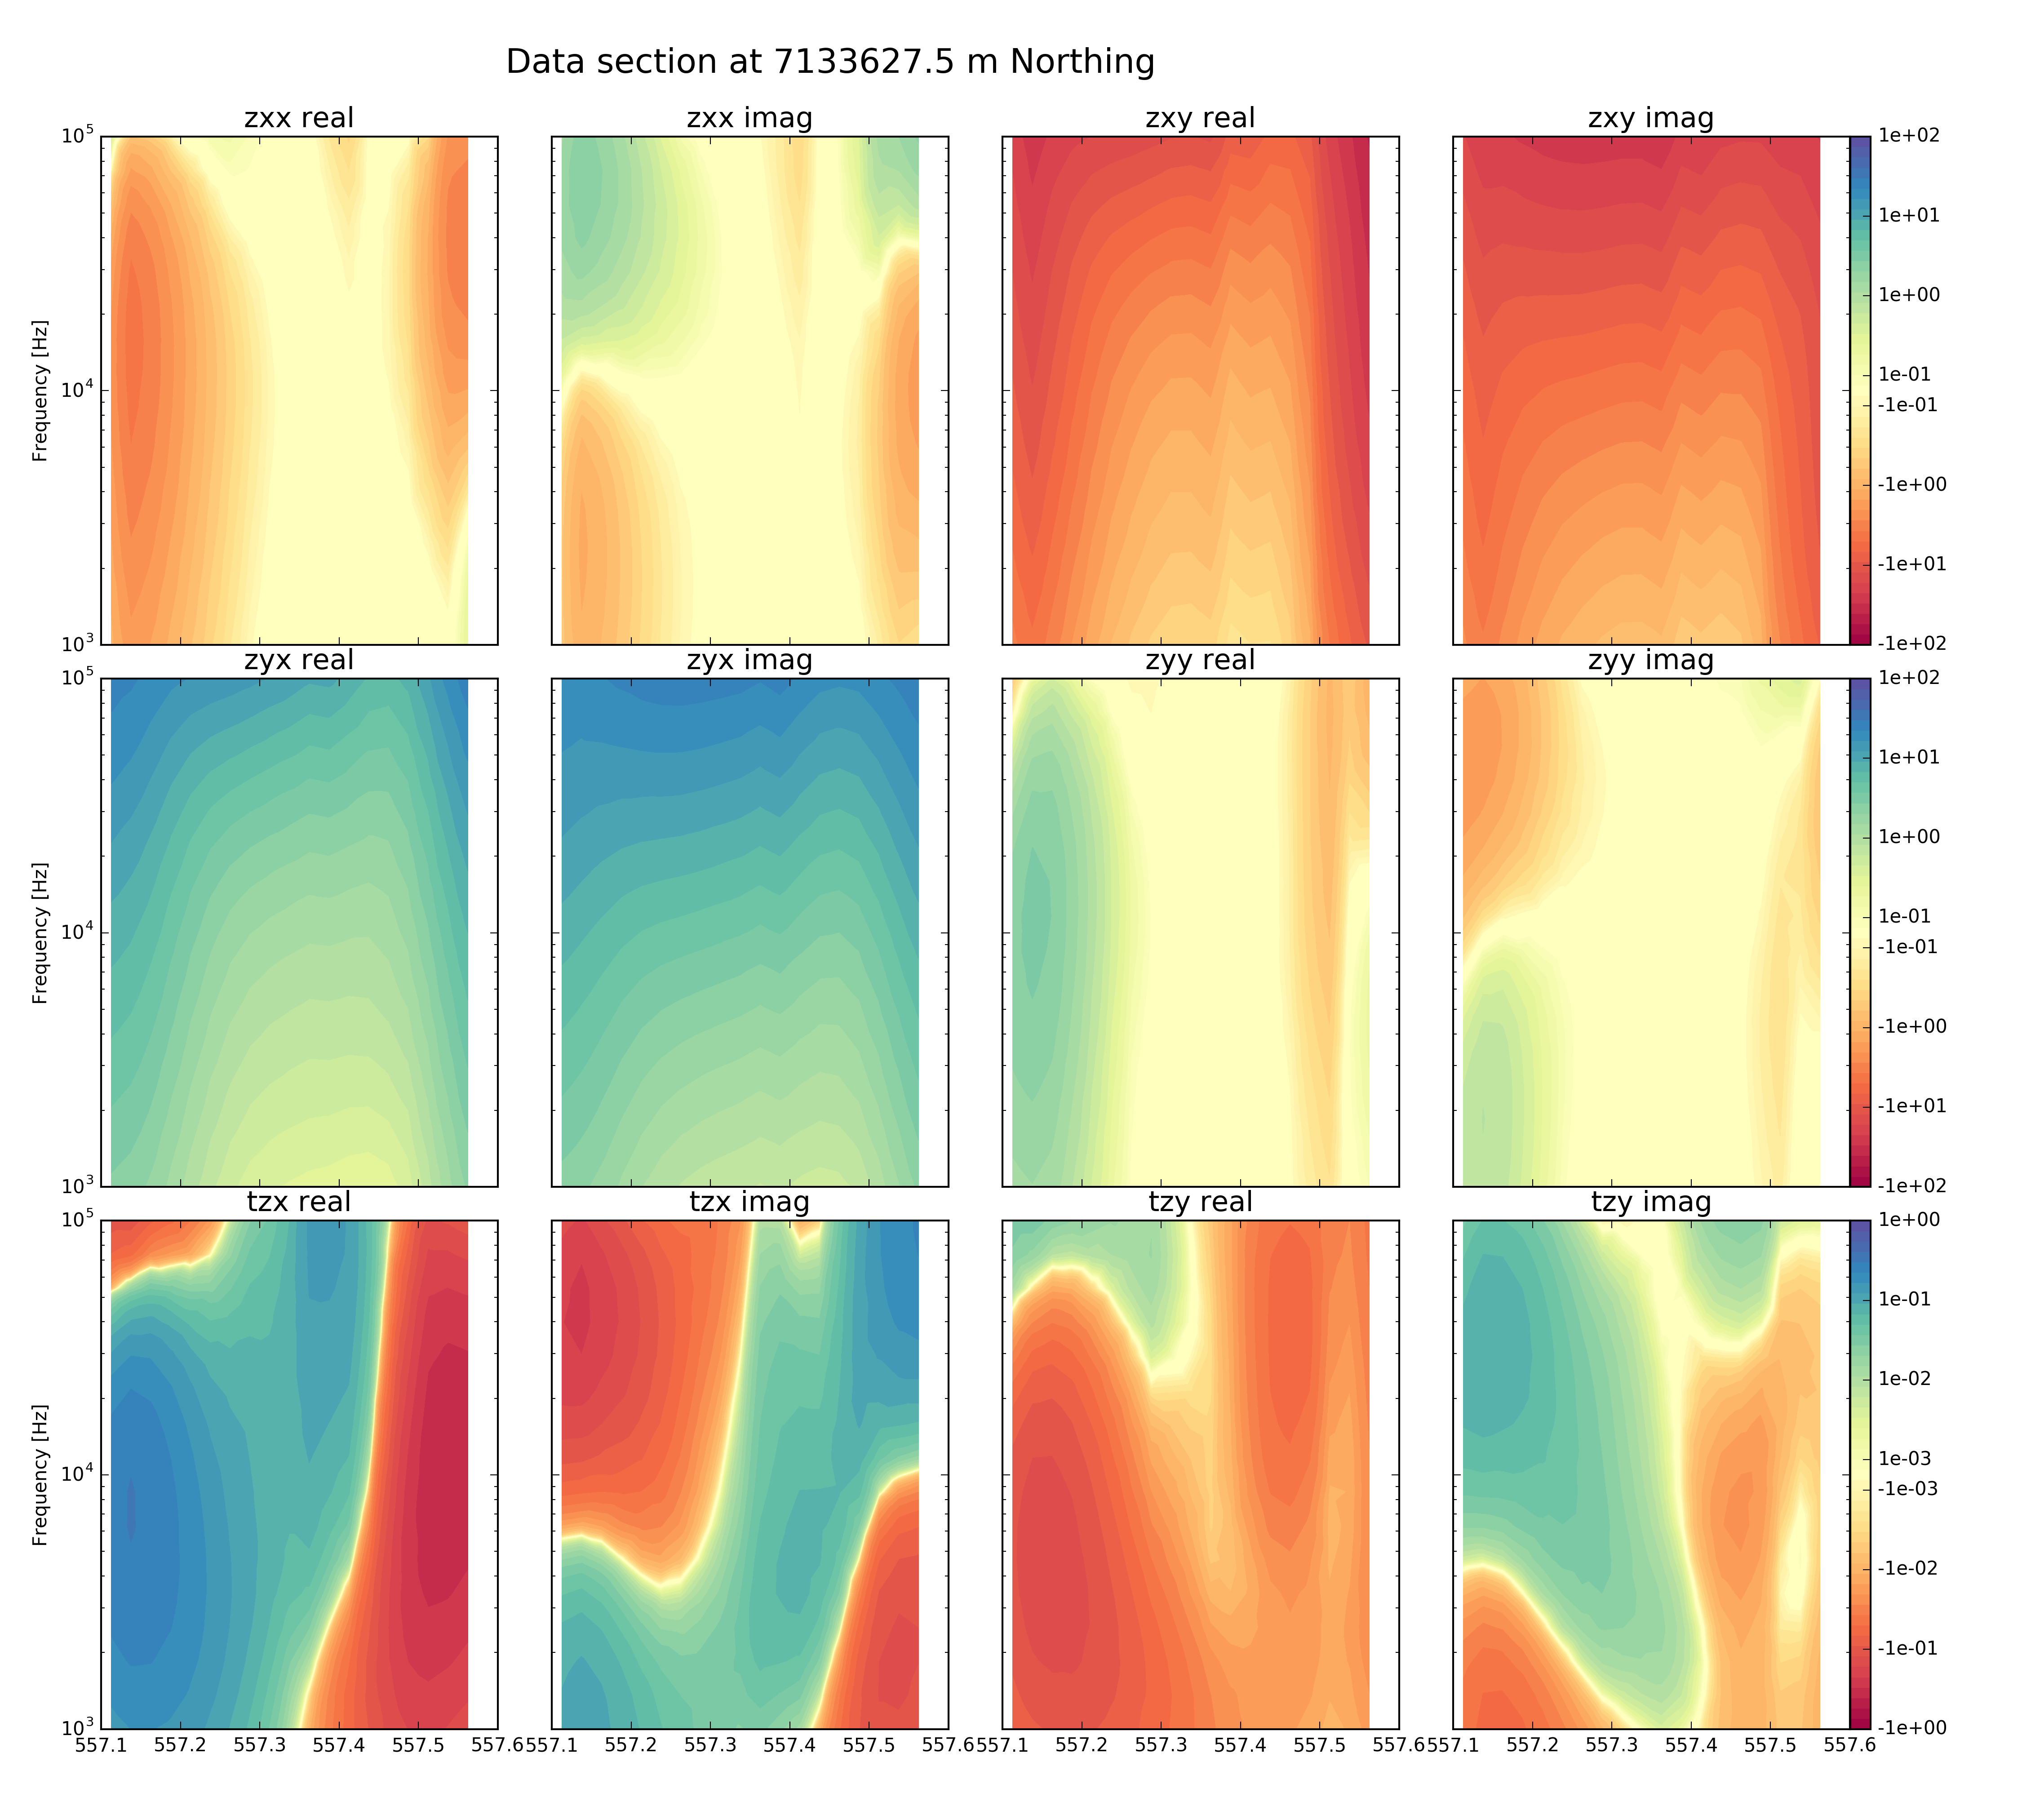 Data section at 7133627.5 m Northing
zxx real
zxx imag
zxy real
zxy imag
Frequency [Hz]
10^5
10^4
10^3
1e+02
1e+01
1e+00
1e-01
-1e-01
-1e+00
-1e+01
-1e+02
zyx real
zyx imag
zyy real
zyy imag
Frequency [Hz]
10^5
10^4
10^3
1e+02
1e+01
1e+00
1e-01
-1e-01
-1e+00
-1e+01
-1e+02
tzx real
tzx imag
tzy real
tzy imag
Frequency [Hz]
10^5
10^4
10^3
1e+00
1e-01
1e-02
1e-03
-1e-03
-1e-02
-1e-01
-1e+00
557.1 557.2 557.3 557.4 557.5 557.6
557.1 557.2 557.3 557.4 557.5 557.6
557.1 557.2 557.3 557.4 557.5 557.6
557.1 557.2 557.3 557.4 557.5 557.6